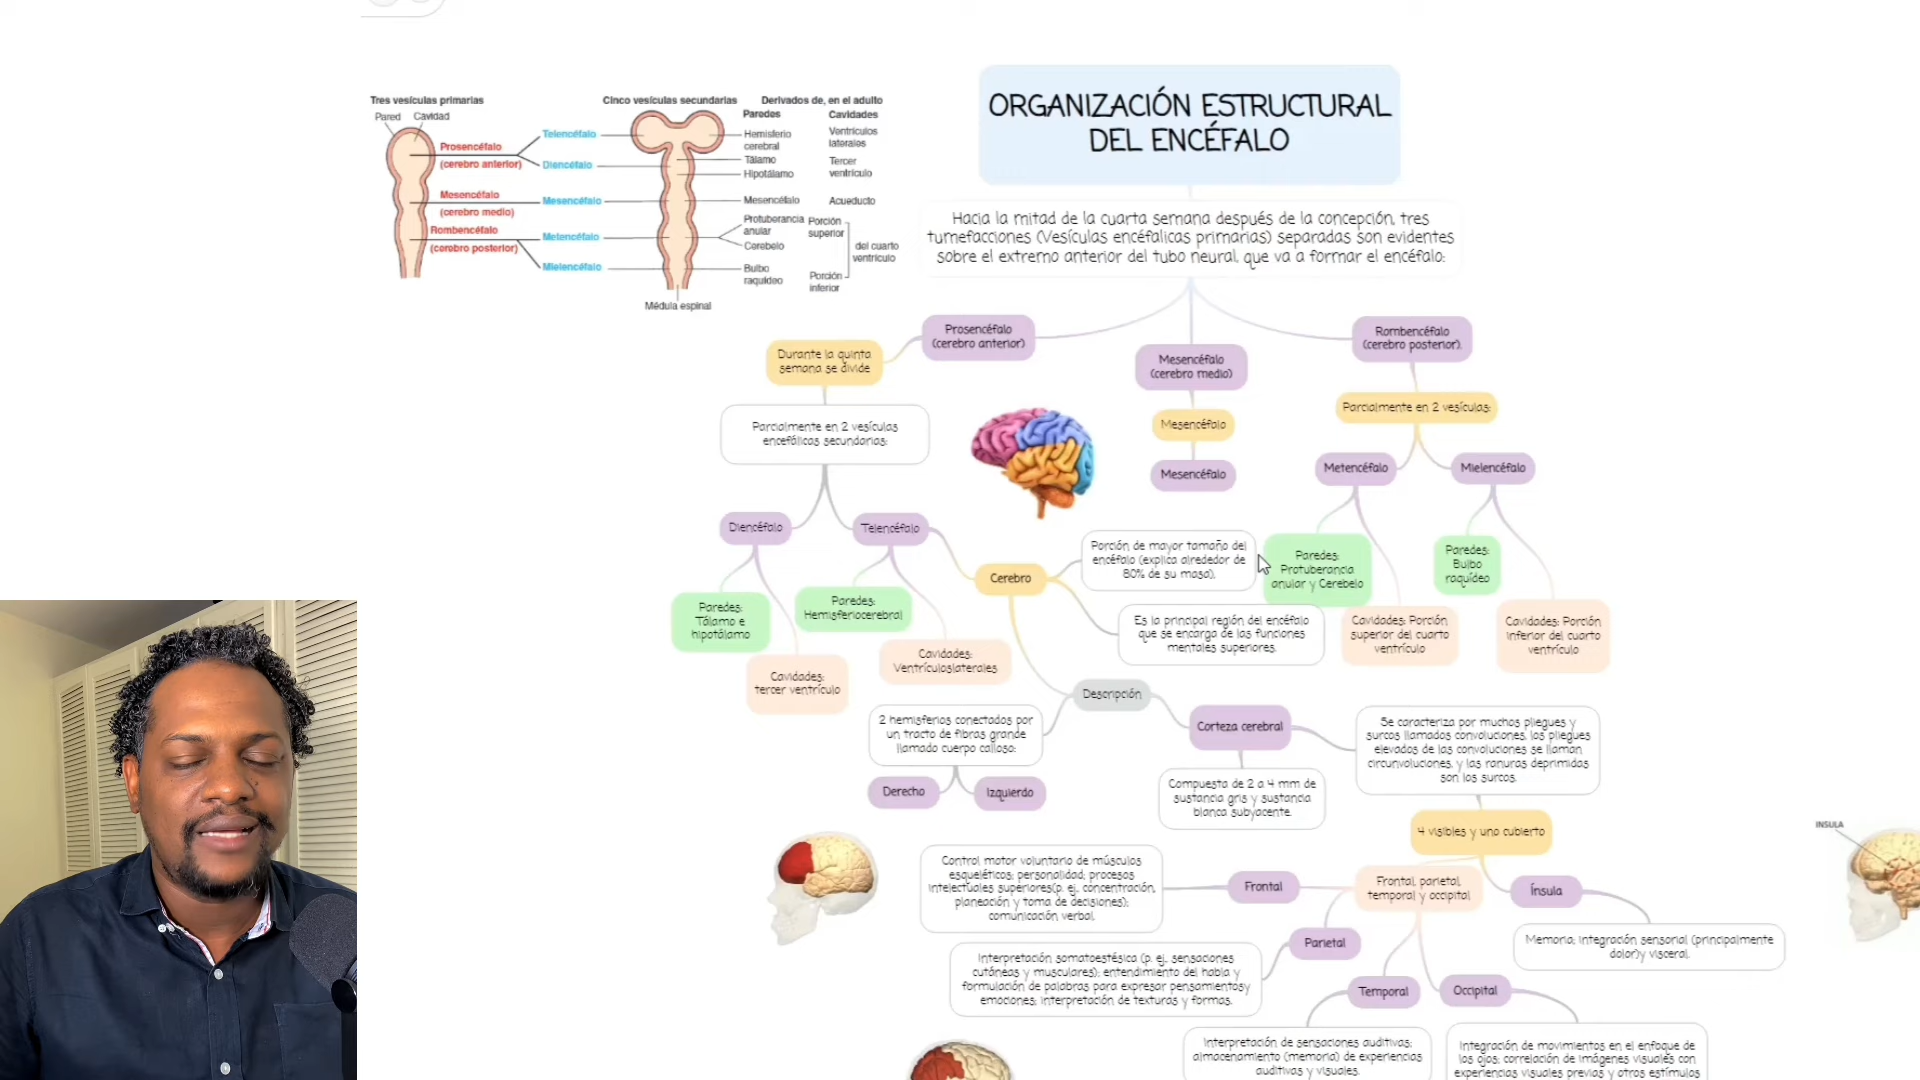 Tres vesículas primarias
Pared Cavidad
Prosencéfalo
(cerebro anterior)
Mesencéfalo
(cerebro medio)
Rombencéfalo
(cerebro posterior)
Telencéfalo
Diencéfalo
Mesencéfalo
Metencéfalo
Mielencéfalo
Cinco vesículas secundarias
Médula espinal
Derivados de, en el adulto
Paredes
Hemisferio
cerebral
Tálamo
Hipotálamo
Mesencéfalo
Protuberancia
anular
Cerebelo
Bulbo
raquídeo
Cavidades
Ventrículos
laterales
Tercer
ventrículo
Acueducto
Porción
superior
del cuarto
ventrículo
Porción
inferior
ORGANIZACIÓN ESTRUCTURAL
DEL ENCÉFALO
Hacia la mitad de la cuarta semana después de la concepción, tres
tumefacciones (Vesículas encéfalicas primarias) separadas son evidentes
sobre el extremo anterior del tubo neural, que va a formar el encéfalo:
Prosencéfalo
(cerebro anterior)
Durante la quinta
semana se divide
Parcialmente en 2 vesículas
encefálicas secundarias:
Mesencéfalo
(cerebro medio)
Mesencéfalo
Mesencéfalo
Rombencéfalo
(cerebro posterior).
Parcialmente en 2 vesículas:
Metencéfalo
Mielencéfalo
Diencéfalo
Telencéfalo
Paredes:
Tálamo e
hipotálamo
Cavidades:
tercer ventrículo
Paredes:
Hemisferiocerebral
Cavidades:
Ventrículoslaterales
Cerebro
Porción de mayor tamaño del
encéfalo (explica alrededor de
80% de su masa).
Es la principal región del encéfalo
que se encarga de las funciones
mentales superiores.
Paredes:
Protuberancia
anular y Cerebelo
Cavidades: Porción
superior del cuarto
ventrículo
Paredes:
Bulbo
raquídeo
Cavidades: Porción
inferior del cuarto
ventrículo
Descripción
2 hemisferios conectados por
un tracto de fibras grande
llamado cuerpo calloso:
Derecho
Izquierdo
Corteza cerebral
Compuesta de 2 a 4 mm de
sustancia gris y sustancia
blanca subyacente.
Se caracteriza por muchos pliegues y
surcos llamados convoluciones, los pliegues
elevados de las convoluciones se llaman
circunvoluciones, y las ranuras deprimidas
son los surcos.
4 visibles y uno cubierto
Frontal, parietal,
temporal y occipital
Frontal
Control motor voluntario de músculos
esqueléticos; personalidad; procesos
intelectuales superiores(p. ej., concentración,
planeación y toma de decisiones);
comunicación verbal.
Parietal
Interpretación somatoestésica (p. ej., sensaciones
cutáneas y musculares); entendimiento del habla y
formulación de palabras para expresar pensamientosy
emociones; interpretación de texturas y formas.
Temporal
Interpretación de sensaciones auditivas;
almacenamiento (memoria) de experiencias
auditivas y visuales.
Occipital
Integración de movimientos en el enfoque de
los ojos; correlación de imágenes visuales con
experiencias visuales previas y otros estímulos
Ínsula
Memoria; integración sensorial (principalmente
dolor)y visceral.
INSULA